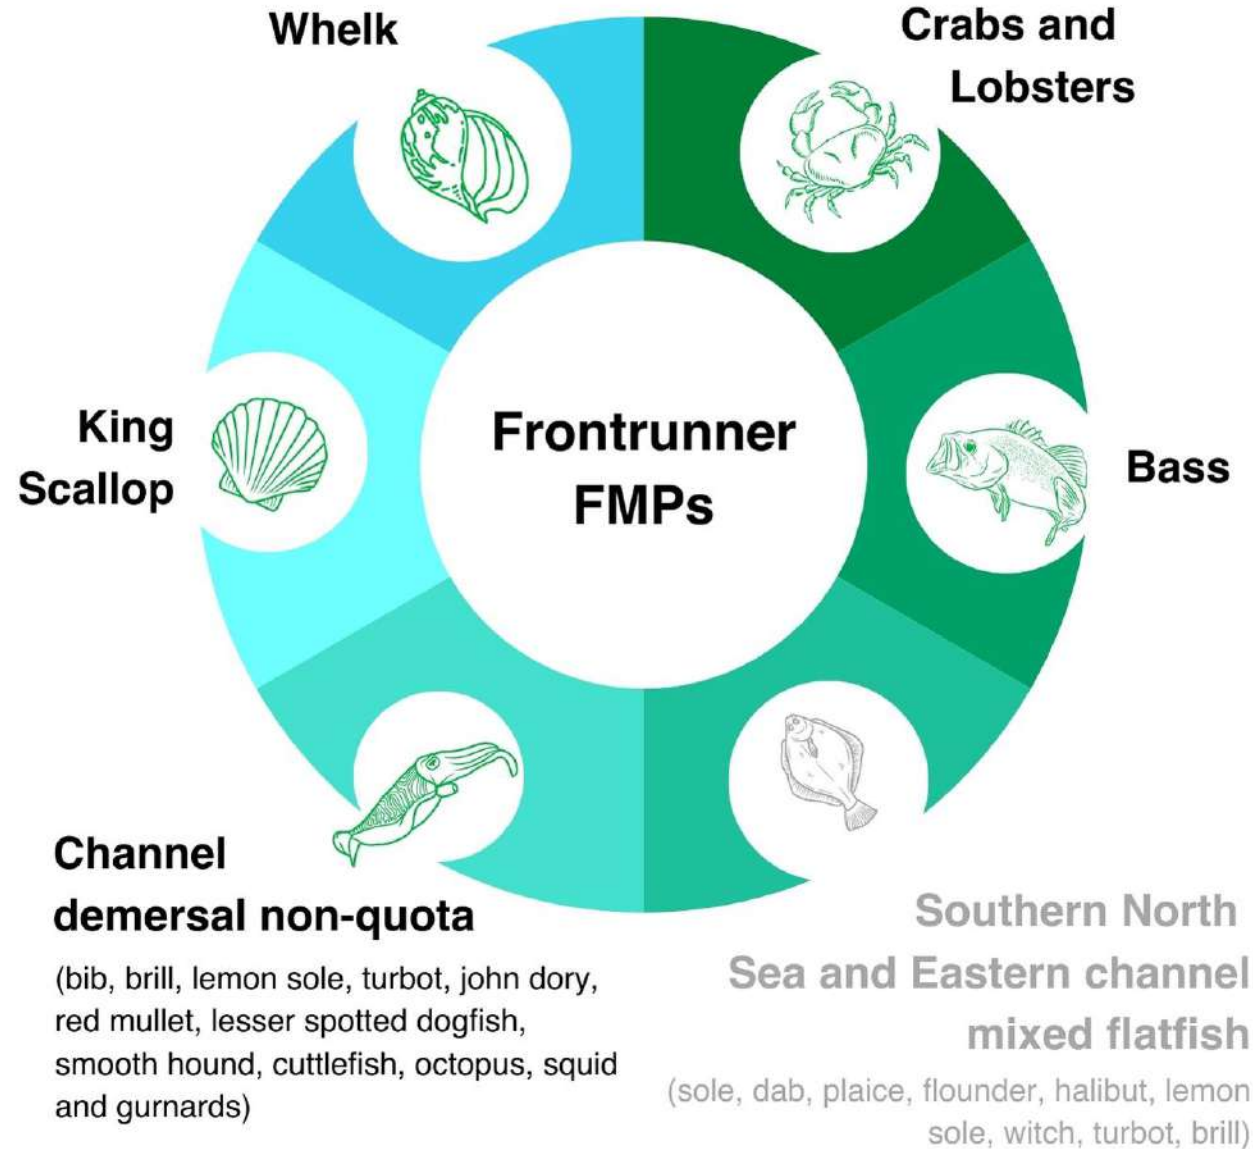 Whelk
Crabs and
Lobsters
King
Scallop
Frontrunner
FMPs
Bass
Channel
demersal non-quota
(bib, brill, lemon sole, turbot, john dory,
red mullet, lesser spotted dogfish,
smooth hound, cuttlefish, octopus, squid
and gurnards)
Southern North
Sea and Eastern channel
mixed flatfish
(sole, dab, plaice, flounder, halibut, lemon
sole, witch, turbot, brill)